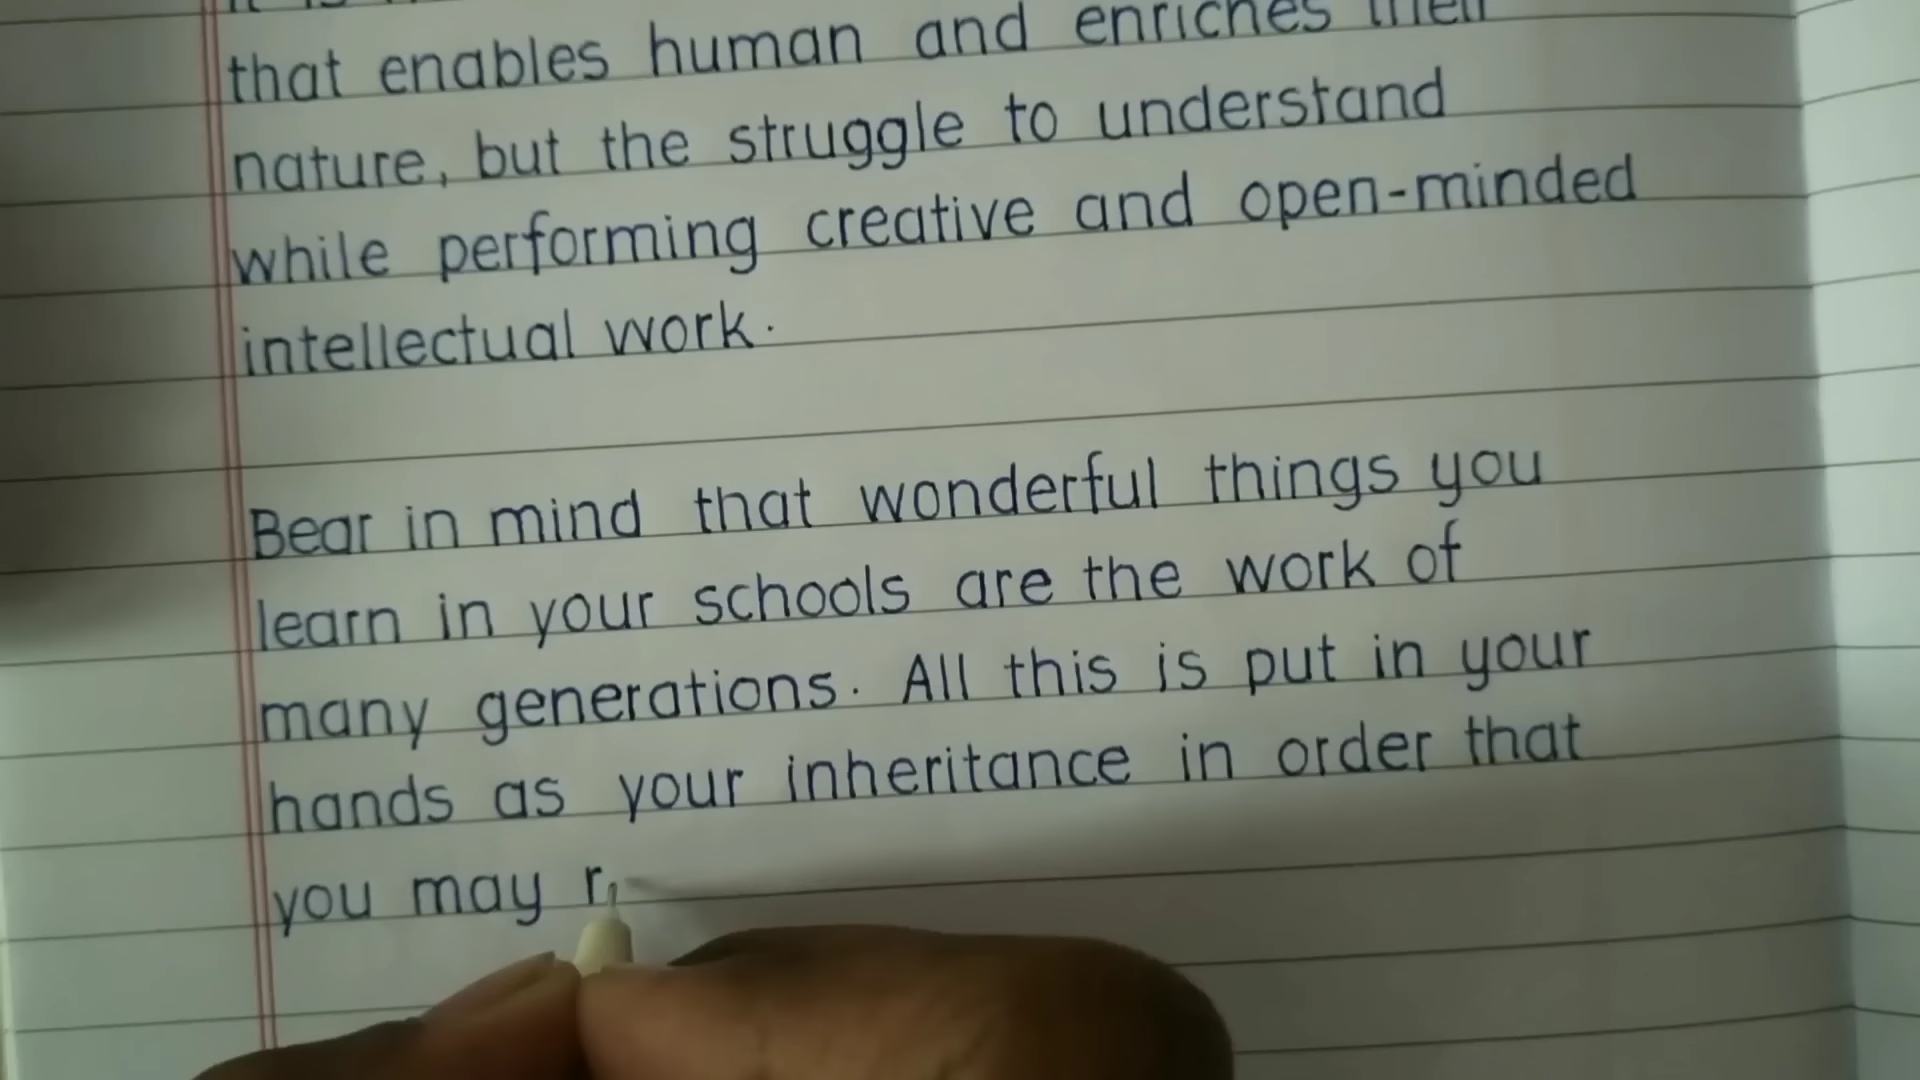 that enables human and enriches their
nature, but the struggle to understand
while performing creative and open-minded
intellectual work.
Bear in mind that wonderful things you
learn in your schools are the work of
many generations. All this is put in your
hands as your inheritance in order that
you may r